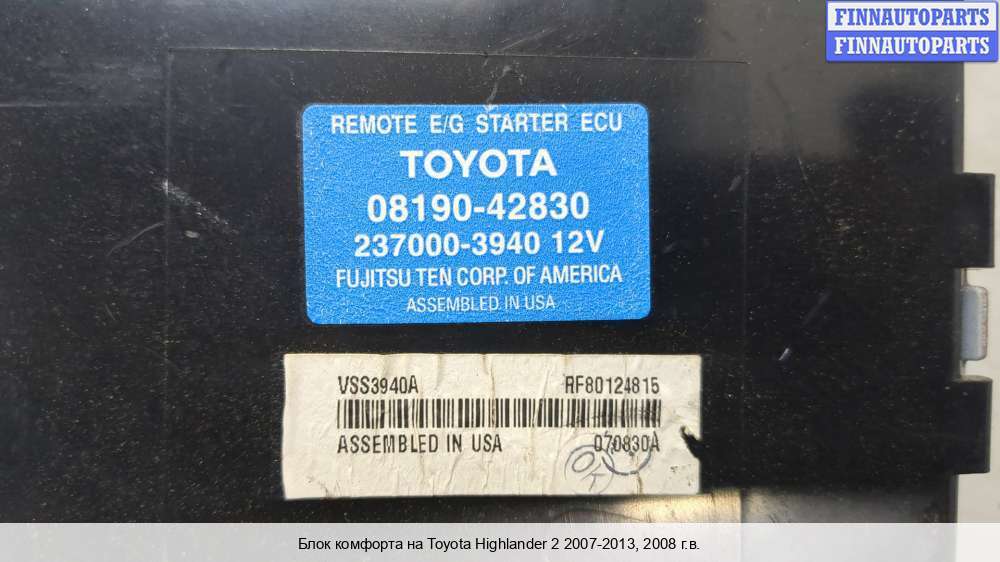 FINNAUTOPARTS
FINNAUTOPARTS
REMOTE E/G STARTER ECU
TOYOTA
08190-42830
237000-3940 12V
FUJITSU TEN CORP. OF AMERICA
ASSEMBLED IN USA
VSS3940A RF80124815
ASSEMBLED IN USA 070830A
OK
Блок комфорта на Toyota Highlander 2 2007-2013, 2008 г.в.